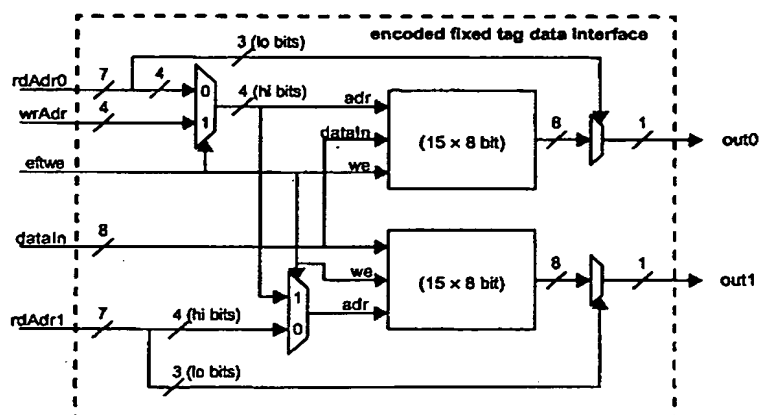 encoded fixed tag data interface
3 (lo bits)
rdAdr0
7
4
0
4 (hi bits)
adr
wrAdr
4
1
dataIn
(15 × 8 bit)
8
1
out0
eftwe
we
dataIn
8
we
(15 × 8 bit)
8
1
out1
1
adr
rdAdr1
7
4 (hi bits)
0
3 (lo bits)